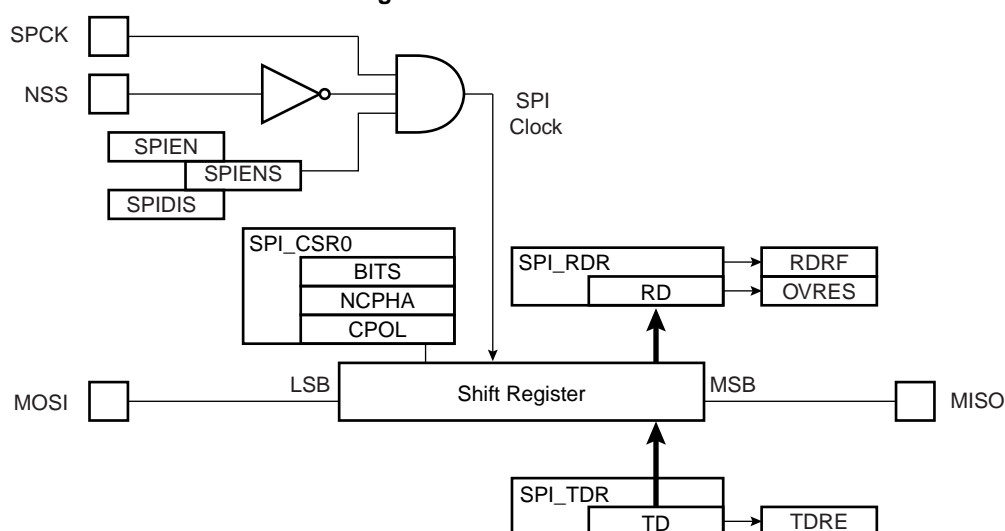 SPCK
NSS
SPI
Clock
SPIEN
SPIENS
SPIDIS
SPI_CSR0
BITS
NCPHA
CPOL
SPI_RDR
RD
RDRF
OVRES
LSB
Shift Register
MSB
MOSI
MISO
SPI_TDR
TD
TDRE